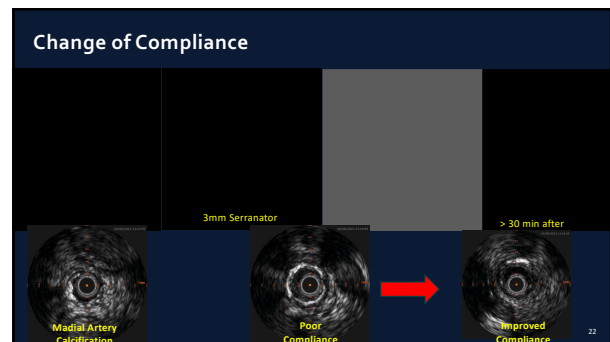 Change of Compliance
3mm Serranator
> 30 min after
Madial Artery
Calcification
Poor
Compliance
Improved
Compliance
22